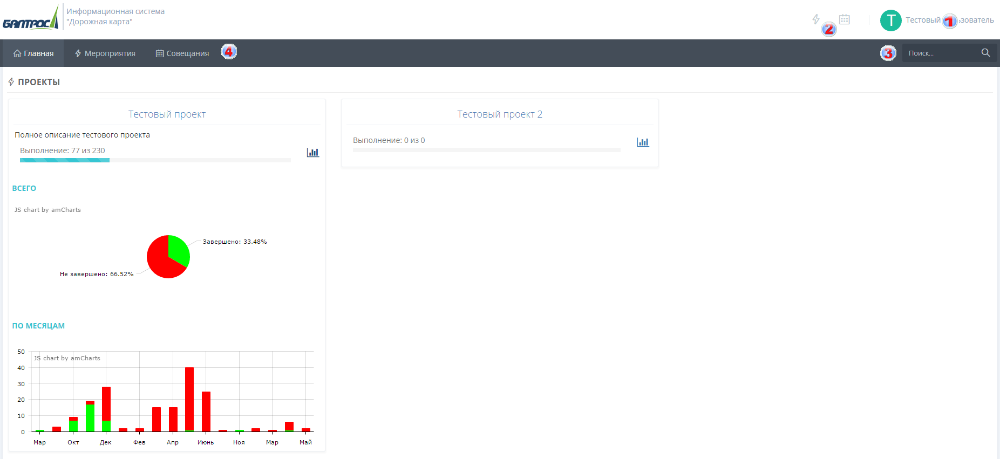 БАЛТРОС
Информационная система
"Дорожная карта"
2
Т
Тестовый
1
ьзователь
Главная
Мероприятия
Совещания
4
3
Поиск...
ПРОЕКТЫ
Тестовый проект
Полное описание тестового проекта
Выполнение: 77 из 230
ВСЕГО
JS chart by amCharts
Завершено: 33.48%
Не завершено: 66.52%
ПО МЕСЯЦАМ
JS chart by amCharts
50
40
30
20
10
0
Мар Окт Дек Фев Апр Июнь Ноя Мар Май
Тестовый проект 2
Выполнение: 0 из 0